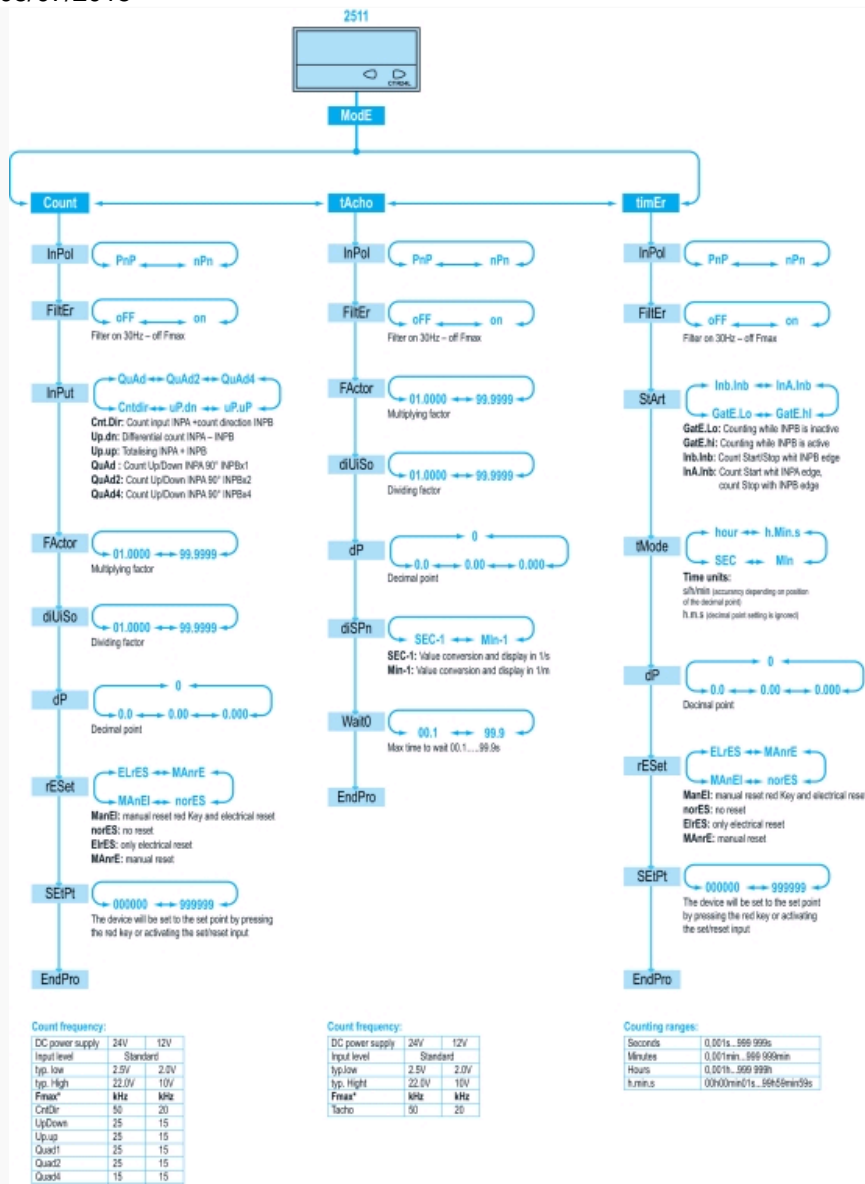 2511
CTRL/SEL
ModE
Count
tAcho
timEr
InPol
PnP nPn
FiltEr
oFF on
Filter on 30Hz – off Fmax
InPut
QuAd QuAd2 QuAd4
Cntdir uP.dn uP.uP
Cnt.Dir: Count input INPA +count direction INPB
Up.dn: Differential count INPA – INPB
Up.up: Totalising INPA + INPB
QuAd : Count Up/Down INPA 90° INPBx1
QuAd2: Count Up/Down INPA 90° INPBx2
QuAd4: Count Up/Down INPA 90° INPBx4
FActor
01.0000 99.9999
Multiplying factor
diUiSo
01.0000 99.9999
Dividing factor
dP
0
0.0 0.00 0.000
Decimal point
rESet
ELrES MAnrE
MAnEl norES
ManEl: manual reset red Key and electrical reset
norES: no reset
ElrES: only electrical reset
MAnrE: manual reset
SEtPt
000000 999999
The device will be set to the set point by pressing
the red key or activating the set/reset input
EndPro
Count frequency:
DC power supply 24V 12V
Input level Standard
typ. low 2.5V 2.0V
typ. High 22.0V 10V
Fmax* kHz kHz
CntDir 50 20
UpDown 25 15
Up.up 25 15
Quad1 25 15
Quad2 25 15
Quad4 15 15
InPol
PnP nPn
FiltEr
oFF on
Filter on 30Hz – off Fmax
FActor
01.0000 99.9999
Multiplying factor
diUiSo
01.0000 99.9999
Dividing factor
dP
0
0.0 0.00 0.000
Decimal point
diSPn
SEC-1 MIn-1
SEC-1: Value conversion and display in 1/s
Min-1: Value conversion and display in 1/m
Wait0
00.1 99.9
Max time to wait 00.1.....99.9s
EndPro
Count frequency:
DC power supply 24V 12V
Input level Standard
typ.low 2.5V 2.0V
typ. Hight 22.0V 10V
Fmax* kHz kHz
Tacho 50 20
InPol
PnP nPn
FiltEr
oFF on
Filter on 30Hz – off Fmax
StArt
Inb.Inb InA.Inb
GatE.Lo GatE.hI
GatE.Lo: Counting while INPB is inactive
GatE.hi: Counting while INPB is active
Inb.Inb: Count Start/Stop whit INPB edge
InA.Inb: Count Start whit INPA edge,
count Stop with INPB edge
tMode
hour h.Min.s
SEC MIn
Time units:
s/h/min (accurency depending on position
of the decimal point)
h.m.s (decimal point setting is ignored)
dP
0
0.0 0.00 0.000
Decimal point
rESet
ELrES MAnrE
MAnEl norES
ManEl: manual reset red Key and electrical rese
norES: no reset
ElrES: only electrical reset
MAnrE: manual reset
SEtPt
000000 999999
The device will be set to the set point
by pressing the red key or activating
the set/reset input
EndPro
Counting ranges:
Seconds 0,001s...999 999s
Minutes 0,001min...999 999min
Hours 0,001h...999 999h
h.min.s 00h00min01s...99h59min59s